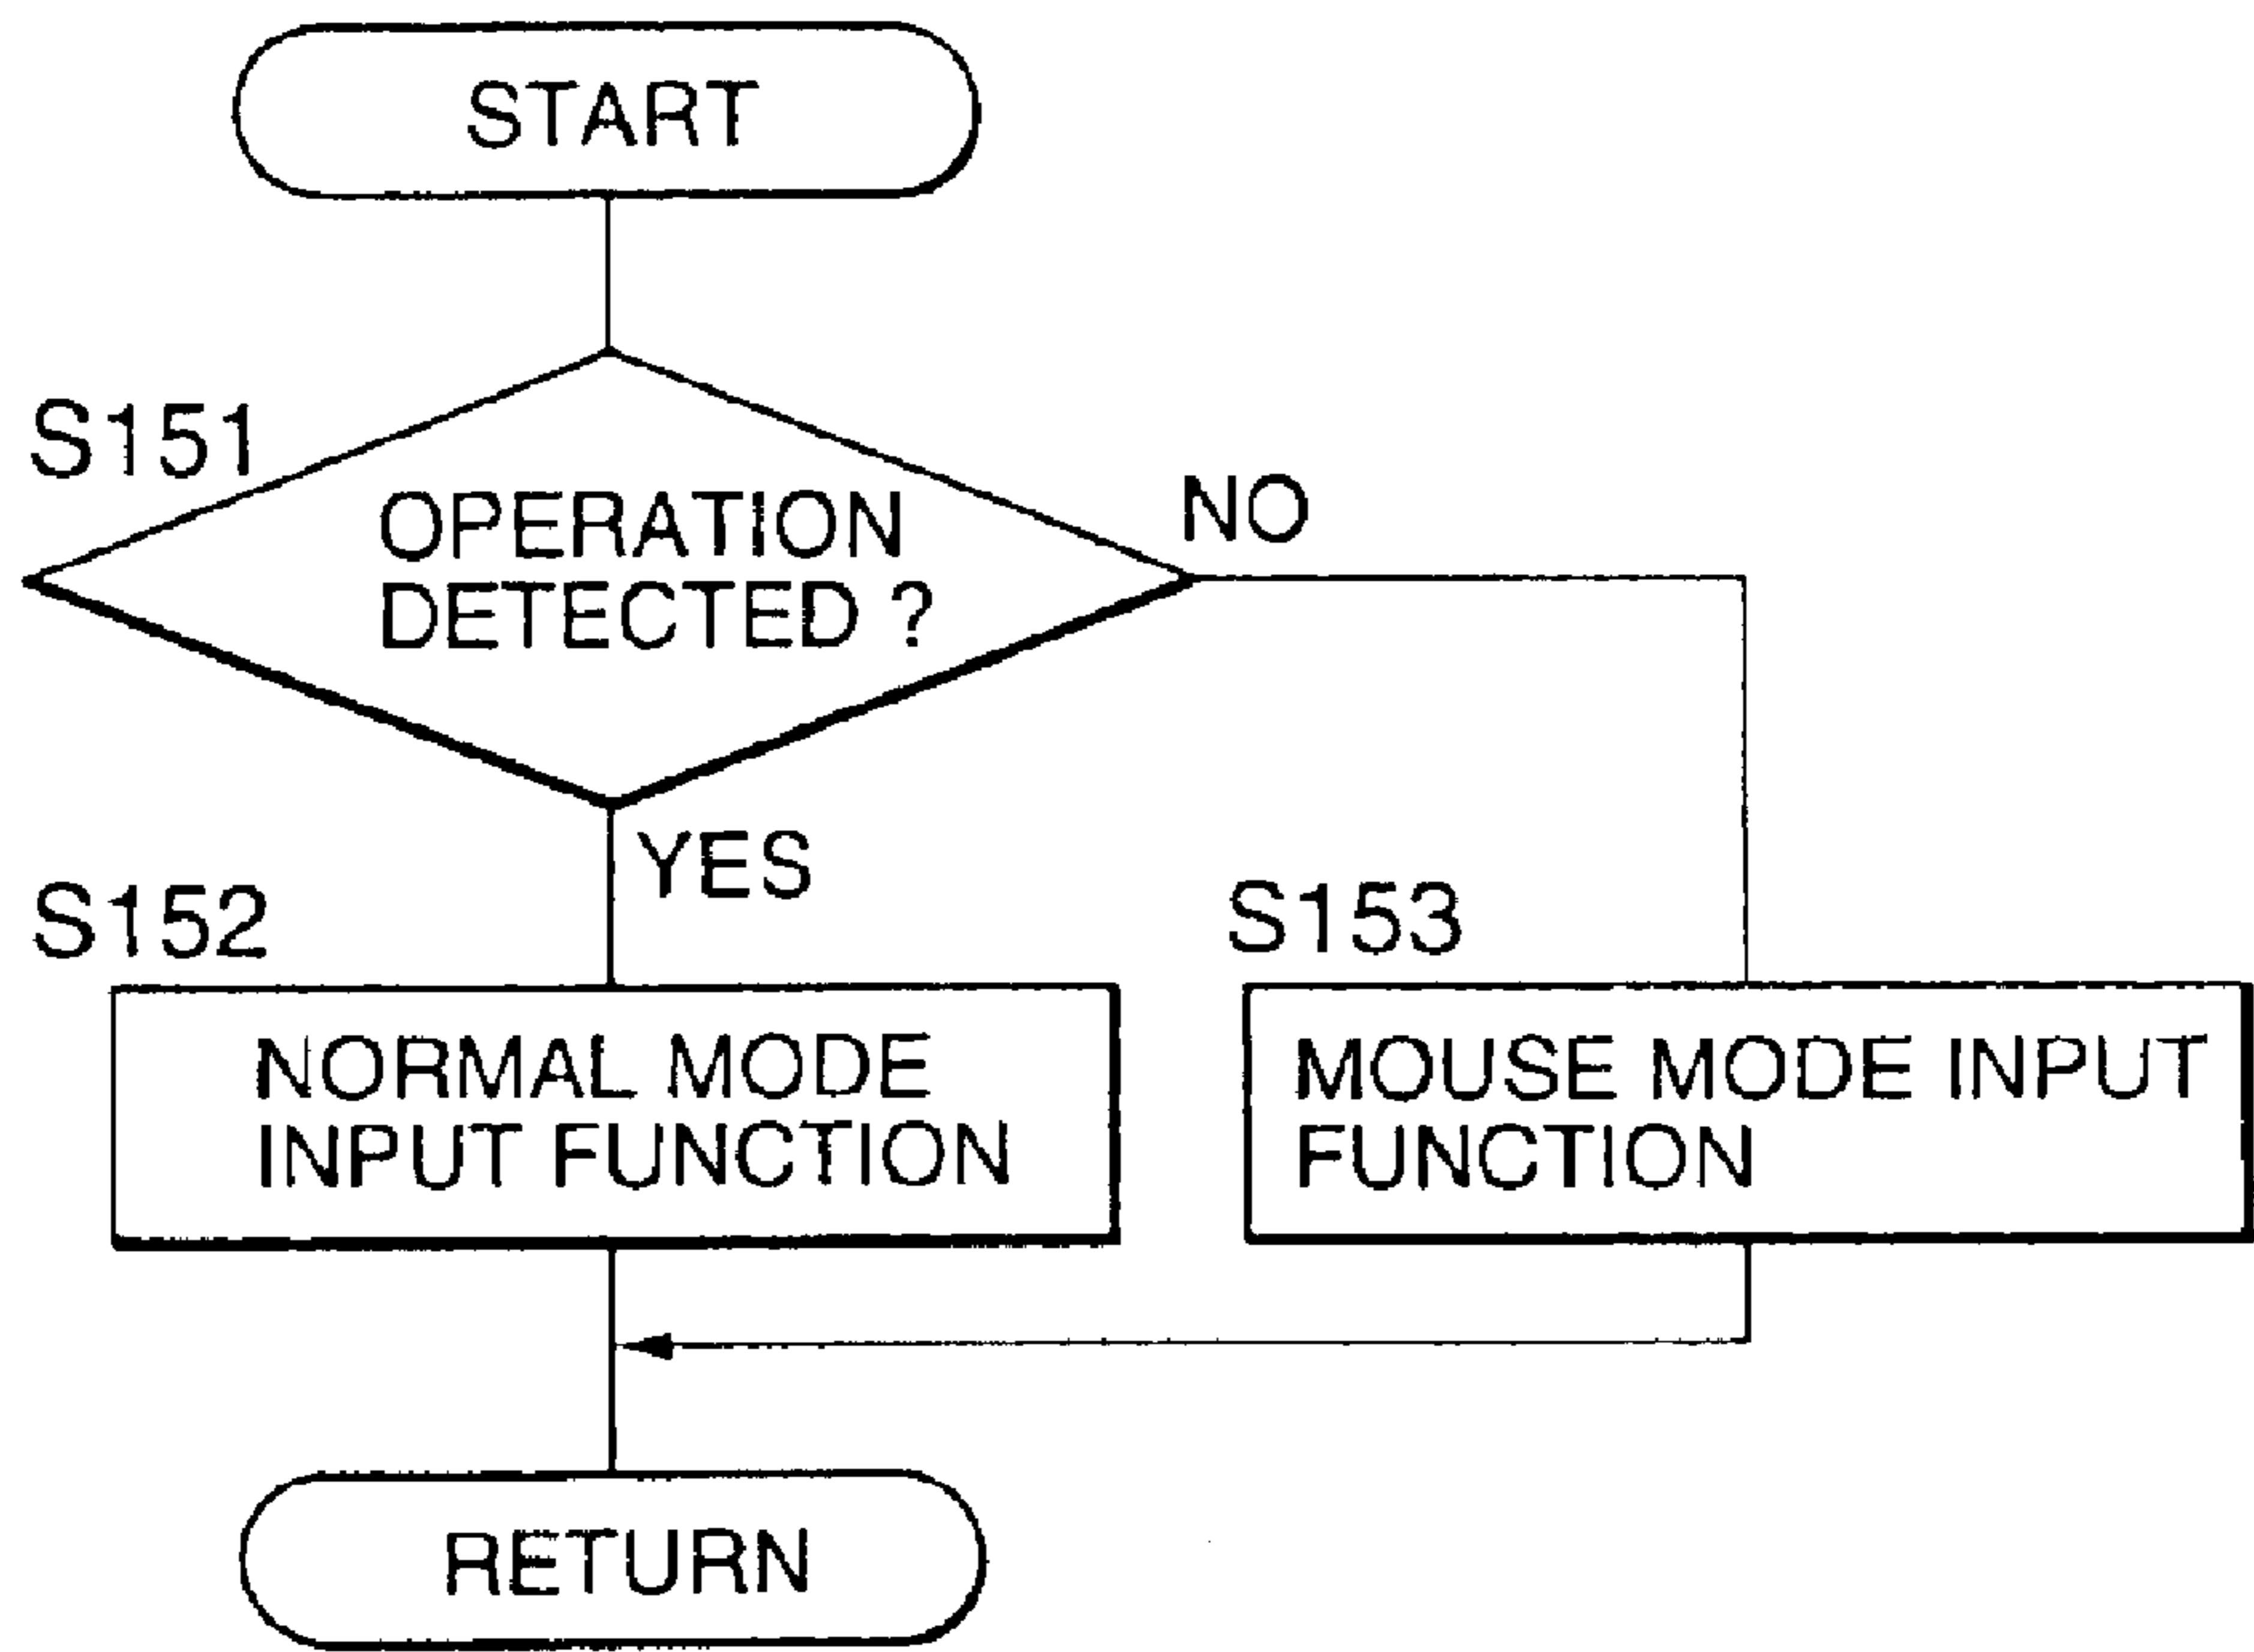 START
S151
OPERATION
DETECTED ?
NO
YES
S152
NORMAL MODE
INPUT FUNCTION
S153
MOUSE MODE INPUT
FUNCTION
RETURN